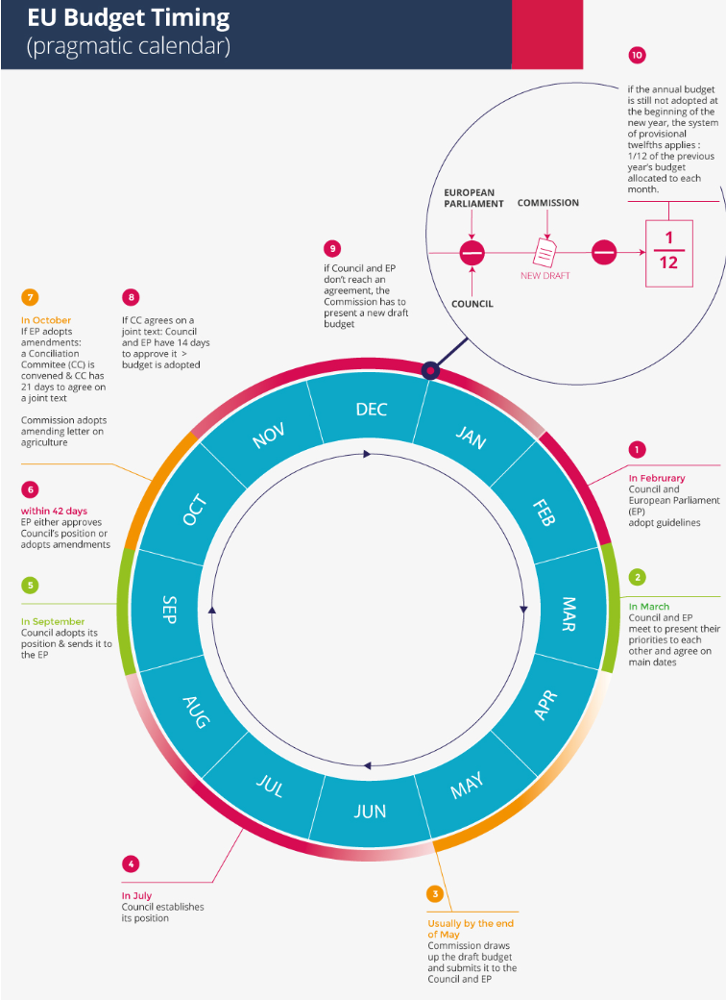 EU Budget Timing
(pragmatic calendar)
10
if the annual budget
is still not adopted at
the beginning of the
new year, the system
of provisional
twelfths applies :
1/12 of the previous
year's budget
allocated to each
month.
EUROPEAN
PARLIAMENT
COMMISSION
1
12
NEW DRAFT
COUNCIL
9
if Council and EP
don't reach an
agreement, the
Commission has to
present a new draft
budget
7
In October
If EP adopts
amendments:
a Conciliation
Commitee (CC) is
convened & CC has
21 days to agree on
a joint text
Commission adopts
amending letter on
agriculture
8
If CC agrees on a
joint text: Council
and EP have 14 days
to approve it >
budget is adopted
6
within 42 days
EP either approves
Council's position or
adopts amendments
5
In September
Council adopts its
position & sends it to
the EP
DEC
JAN
FEB
MAR
APR
MAY
JUN
JUL
AUG
SEP
OCT
NOV
1
In Februrary
Council and
European Parliament
(EP)
adopt guidelines
2
In March
Council and EP
meet to present their
priorities to each
other and agree on
main dates
4
In July
Council establishes
its position
3
Usually by the end
of May
Commission draws
up the draft budget
and submits it to the
Council and EP